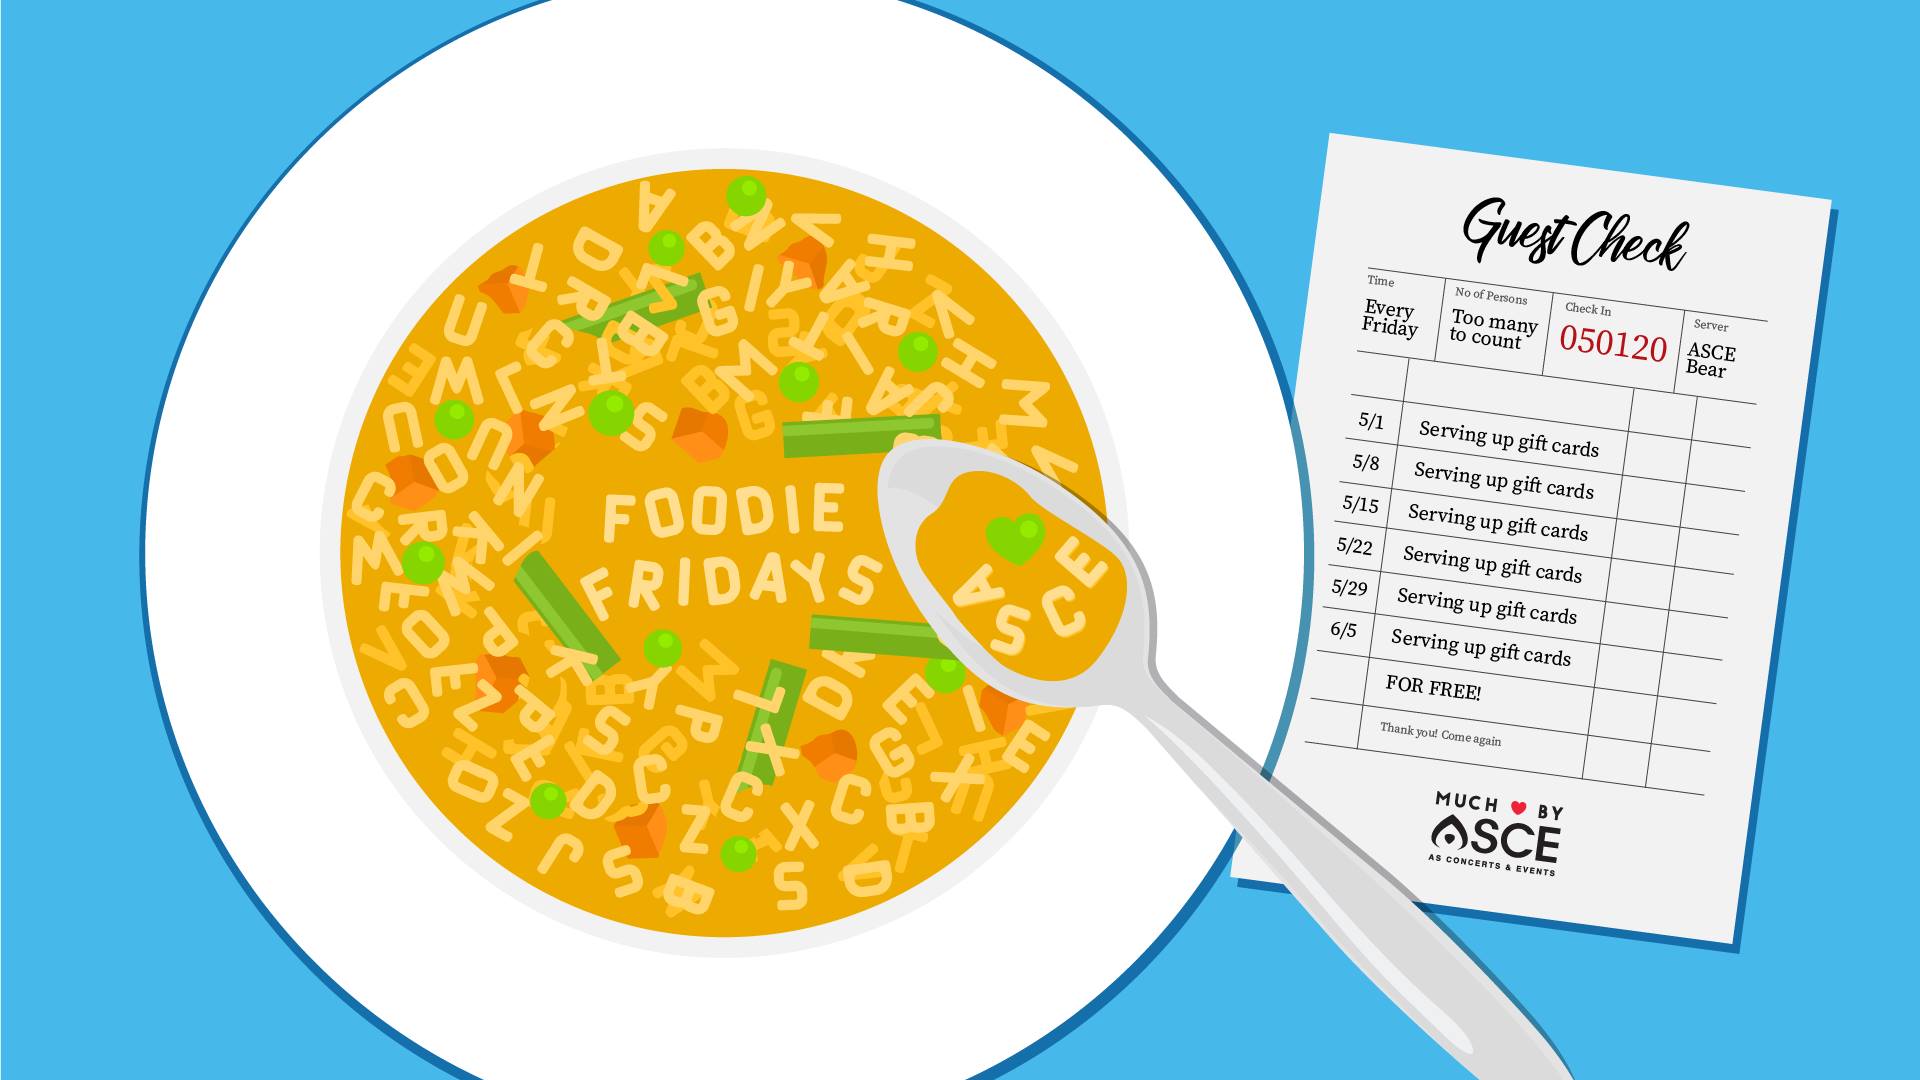 FOODIE
FRIDAYS
ASCE
Guest Check
Time
Every
Friday
No of Persons
Too many
to count
Check In
050120
Server
ASCE
Bear
5/1 Serving up gift cards
5/8 Serving up gift cards
5/15 Serving up gift cards
5/22 Serving up gift cards
5/29 Serving up gift cards
6/5 Serving up gift cards
FOR FREE!
Thank you! Come again
MUCH ♥ BY
ASCE
AS CONCERTS & EVENTS